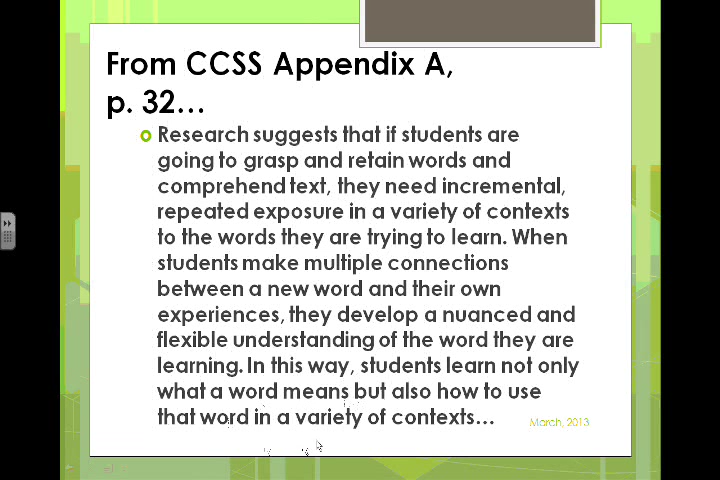 From CCSS Appendix A,
p. 32…
Research suggests that if students are
going to grasp and retain words and
comprehend text, they need incremental,
repeated exposure in a variety of contexts
to the words they are trying to learn. When
students make multiple connections
between a new word and their own
experiences, they develop a nuanced and
flexible understanding of the word they are
learning. In this way, students learn not only
what a word means but also how to use
that word in a variety of contexts…
March, 2013